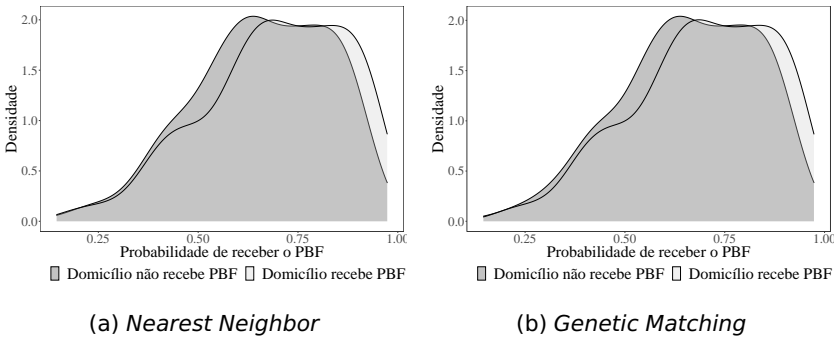 2.0
1.5
1.0
0.5
0.0
Densidade
0.25 0.50 0.75 1.00
Probabilidade de receber o PBF
Domicílio não recebe PBF Domicílio recebe PBF
(a) Nearest Neighbor
2.0
1.5
1.0
0.5
0.0
Densidade
0.25 0.50 0.75 1.00
Probabilidade de receber o PBF
Domicílio não recebe PBF Domicílio recebe PBF
(b) Genetic Matching